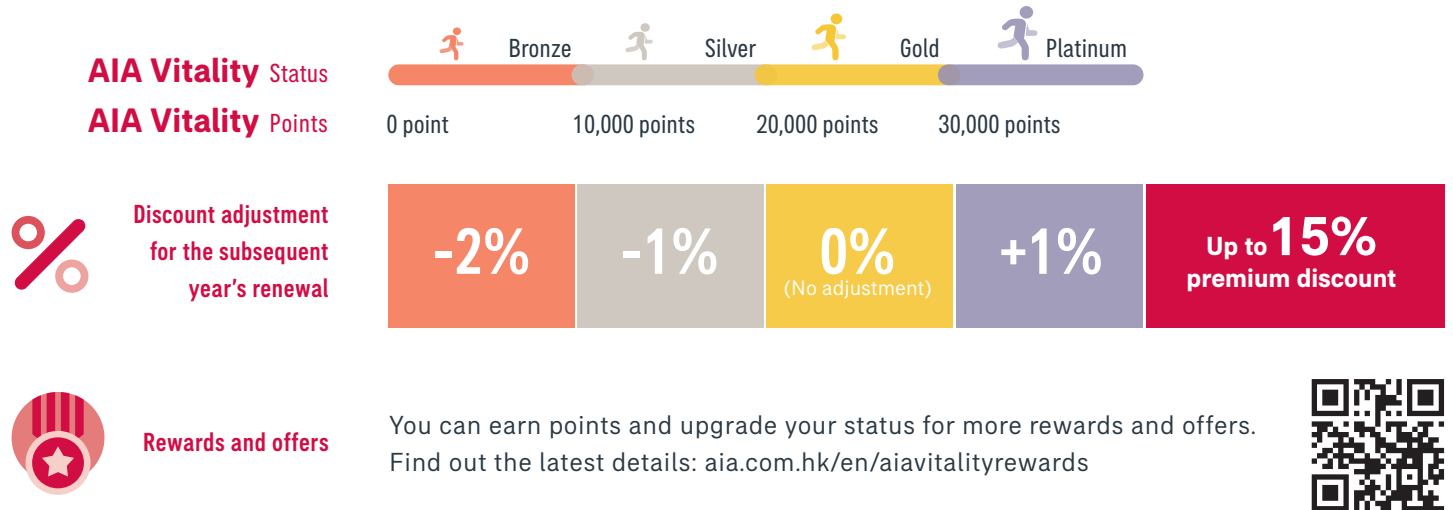 Bronze Silver Gold Platinum
AIA Vitality Status
AIA Vitality Points 0 point 10,000 points 20,000 points 30,000 points
Discount adjustment
for the subsequent
year’s renewal
-2% -1% 0% +1%
(No adjustment)
Up to 15%
premium discount
Rewards and offers
You can earn points and upgrade your status for more rewards and offers.
Find out the latest details: aia.com.hk/en/aiavitalityrewards